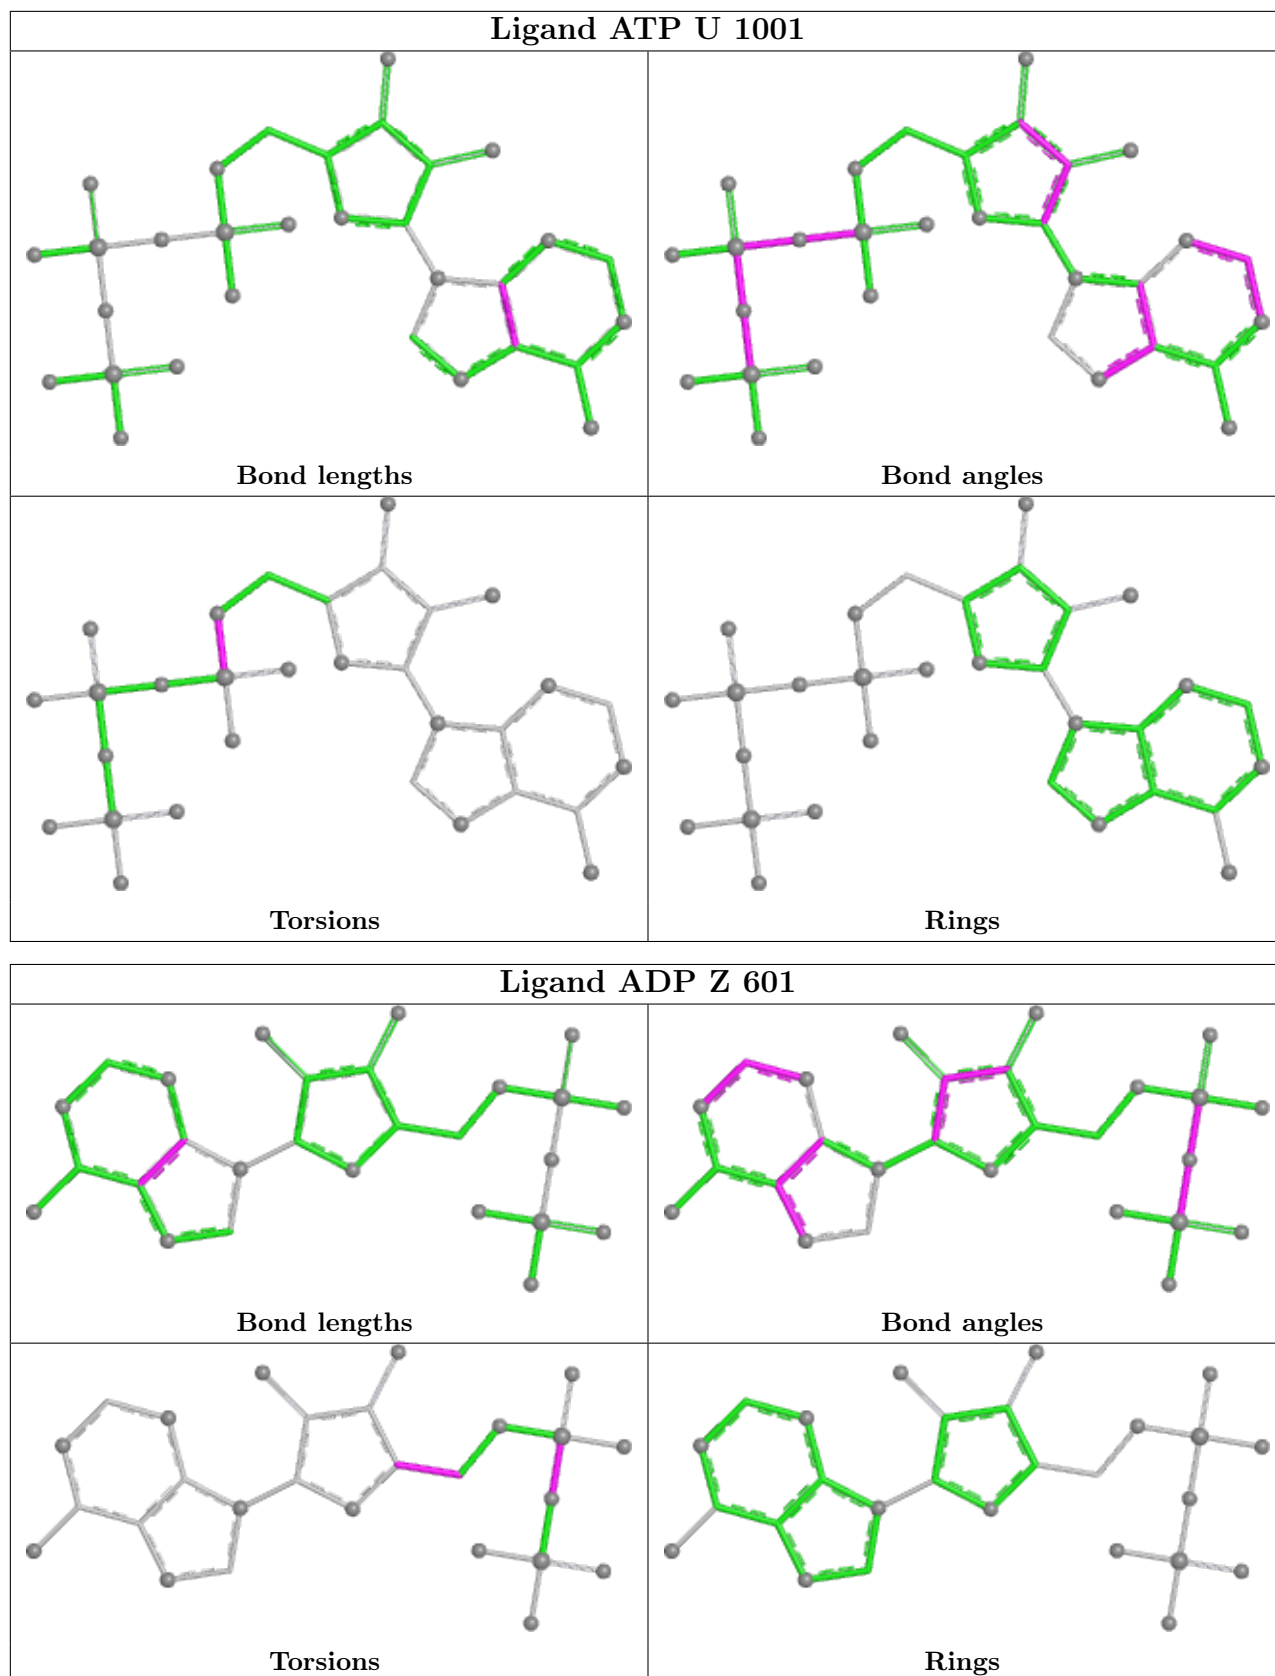 Ligand ATP U 1001
Bond lengths
Bond angles
Torsions
Rings
Ligand ADP Z 601
Bond lengths
Bond angles
Torsions
Rings